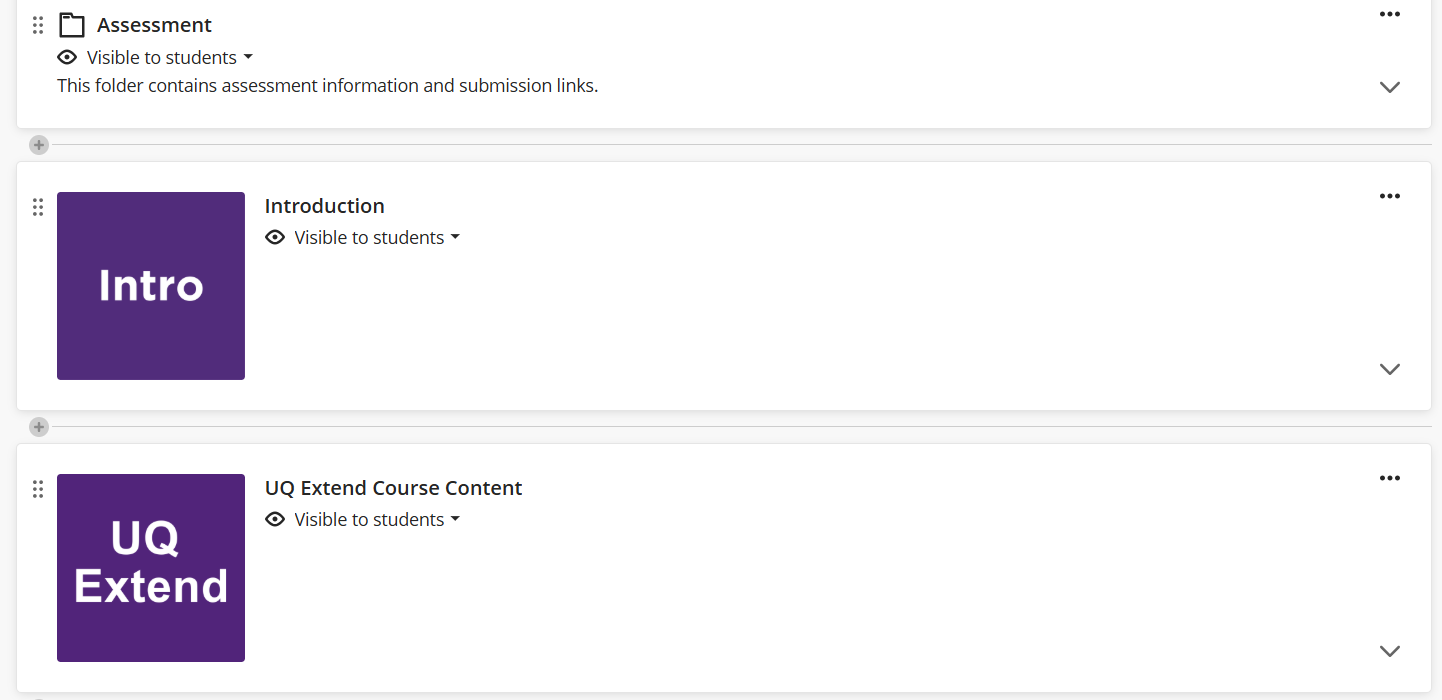 Assessment
Visible to students
This folder contains assessment information and submission links.
Intro
Introduction
Visible to students
UQ
Extend
UQ Extend Course Content
Visible to students